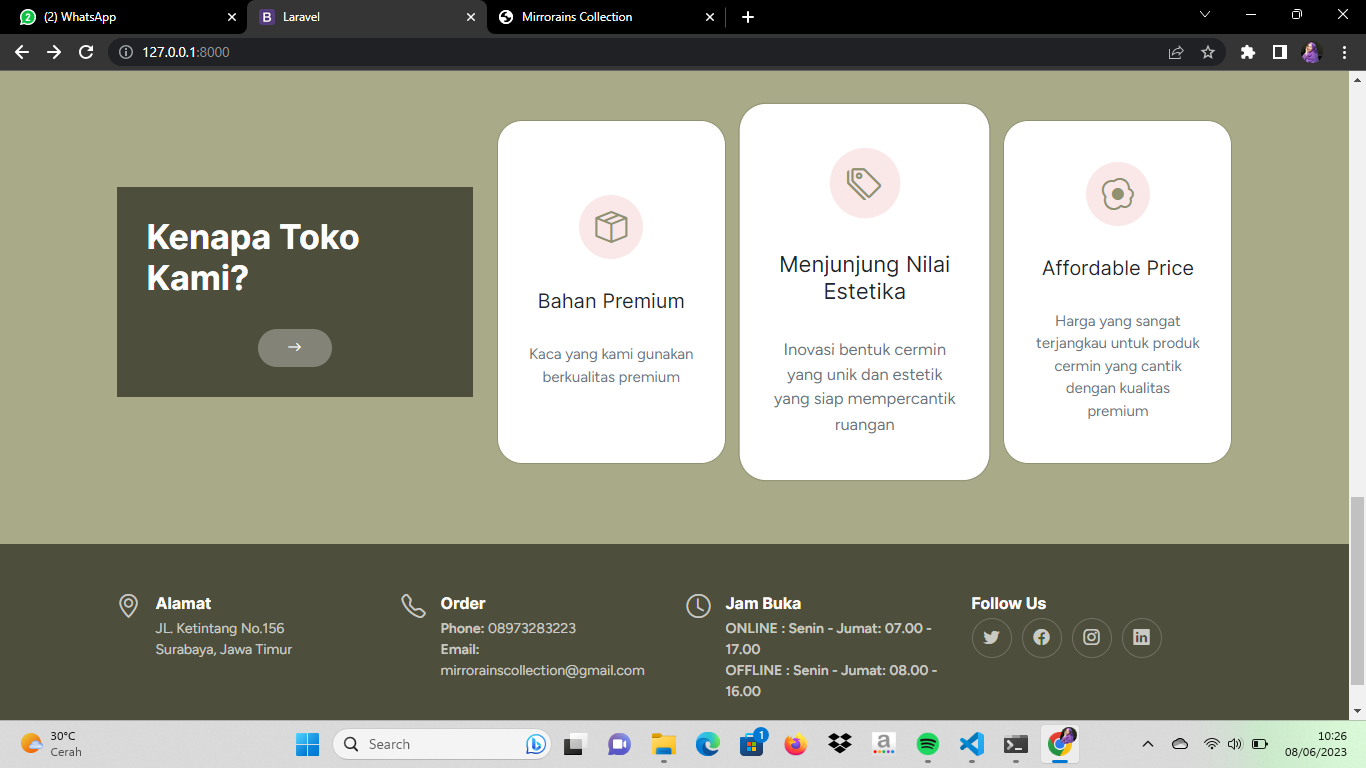 (2) WhatsApp
Laravel
Mirrorains Collection
127.0.0.1:8000
Kenapa Toko
Kami?
Bahan Premium
Kaca yang kami gunakan
berkualitas premium
Menjunjung Nilai
Estetika
Inovasi bentuk cermin
yang unik dan estetik
yang siap mempercantik
ruangan
Affordable Price
Harga yang sangat
terjangkau untuk produk
cermin yang cantik
dengan kualitas
premium
Alamat
JL. Ketintang No.156
Surabaya, Jawa Timur
Order
Phone: 08973283223
Email:
mirrorainscollection@gmail.com
Jam Buka
ONLINE : Senin - Jumat: 07.00 -
17.00
OFFLINE : Senin - Jumat: 08.00 -
16.00
Follow Us
30°C
Cerah
Search
1
10:26
08/06/2023